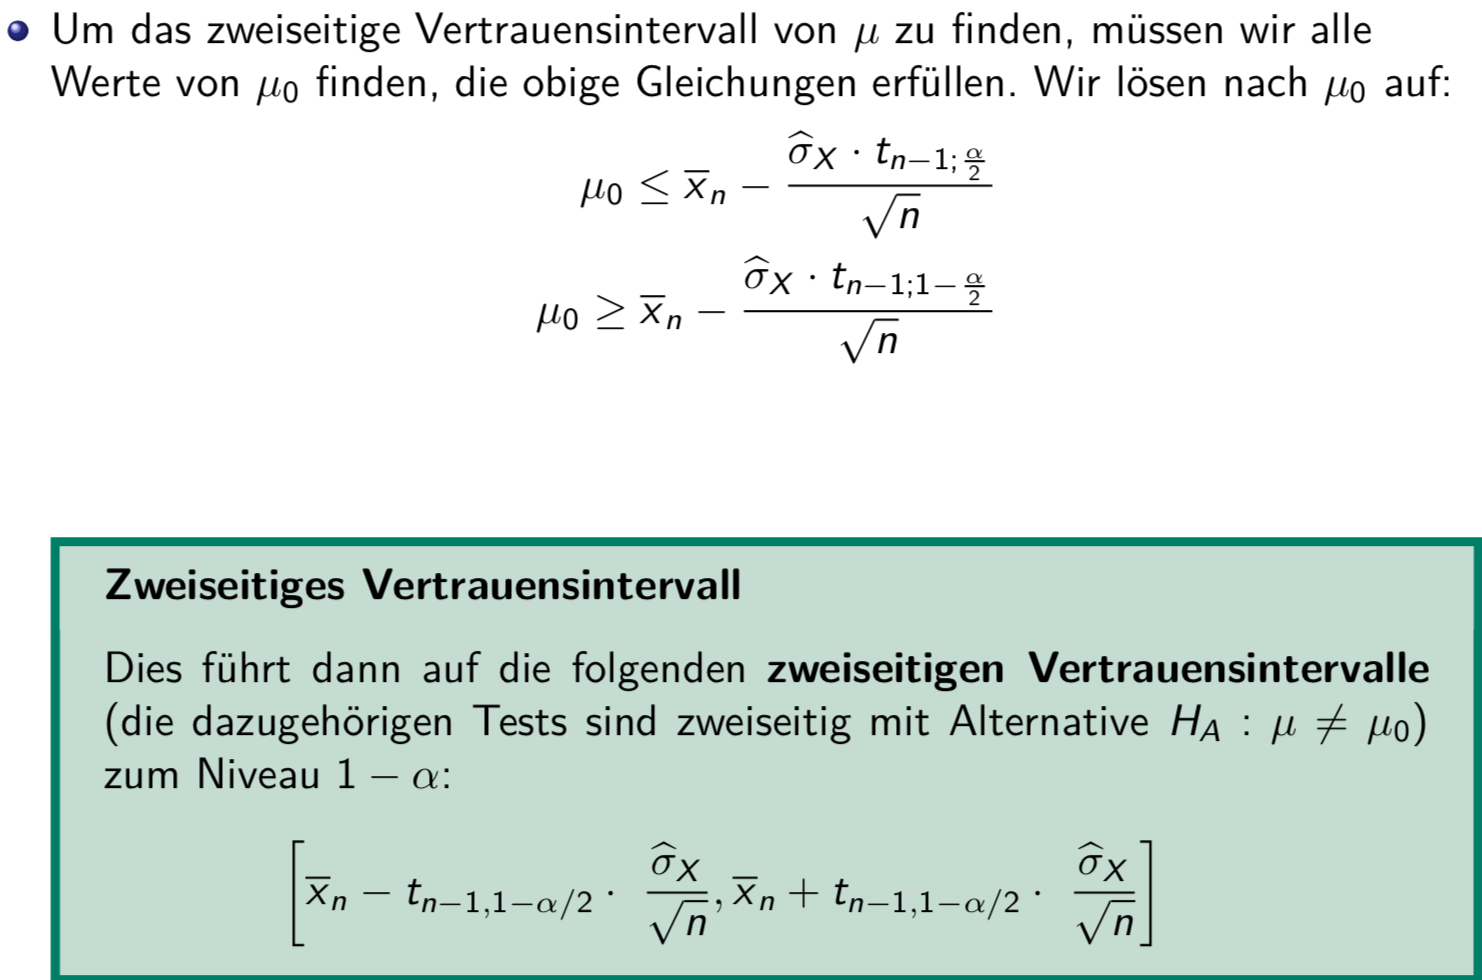 Um das zweiseitige Vertrauensintervall von μ zu finden, müssen wir alle
Werte von μ₀ finden, die obige Gleichungen erfüllen. Wir lösen nach μ₀ auf:
$\mu_0 \leq \overline{x}_n - \frac{\widehat{\sigma}_X \cdot t_{n-1;\frac{\alpha}{2}}}{\sqrt{n}}$
$\mu_0 \geq \overline{x}_n - \frac{\widehat{\sigma}_X \cdot t_{n-1;1-\frac{\alpha}{2}}}{\sqrt{n}}$
Zweiseitiges Vertrauensintervall
Dies führt dann auf die folgenden zweiseitigen Vertrauensintervalle
(die dazugehörigen Tests sind zweiseitig mit Alternative $H_A : \mu \neq \mu_0$)
zum Niveau $1 - \alpha$:
$\left[\overline{x}_n - t_{n-1,1-\alpha/2} \cdot \frac{\widehat{\sigma}_X}{\sqrt{n}}, \overline{x}_n + t_{n-1,1-\alpha/2} \cdot \frac{\widehat{\sigma}_X}{\sqrt{n}}\right]$